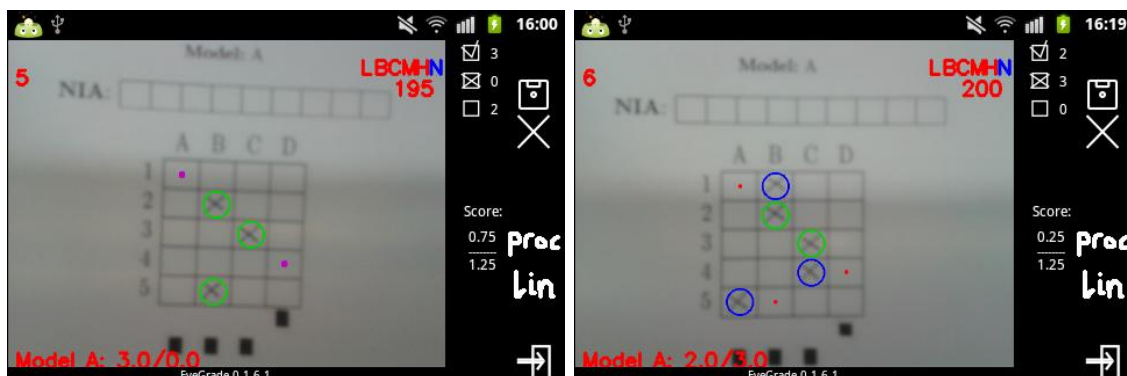 16:00
Model: A
5
LBCMHN
195
NIA:
A B C D
1
2
3
4
5
Model A: 3.0/0.0
EyeGrade 0.1.6.1
3
0
2
Score:
0.75
1.25
Proc
Lin
16:19
Model: A
6
LBCMHN
200
NIA:
A B C D
1
2
3
4
5
Model A: 2.0/3.0
EyeGrade 0.1.6.1
2
3
0
Score:
0.25
1.25
Proc
Lin